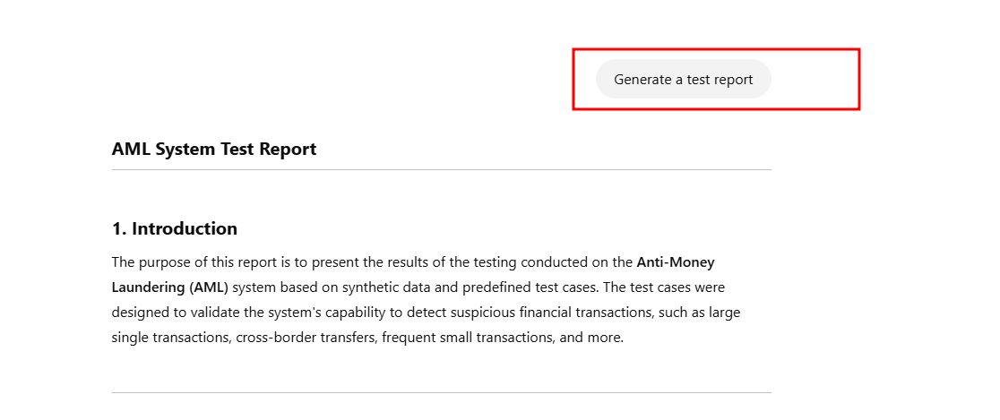 Generate a test report
AML System Test Report
1. Introduction
The purpose of this report is to present the results of the testing conducted on the Anti-Money
Laundering (AML) system based on synthetic data and predefined test cases. The test cases were
designed to validate the system's capability to detect suspicious financial transactions, such as large
single transactions, cross-border transfers, frequent small transactions, and more.